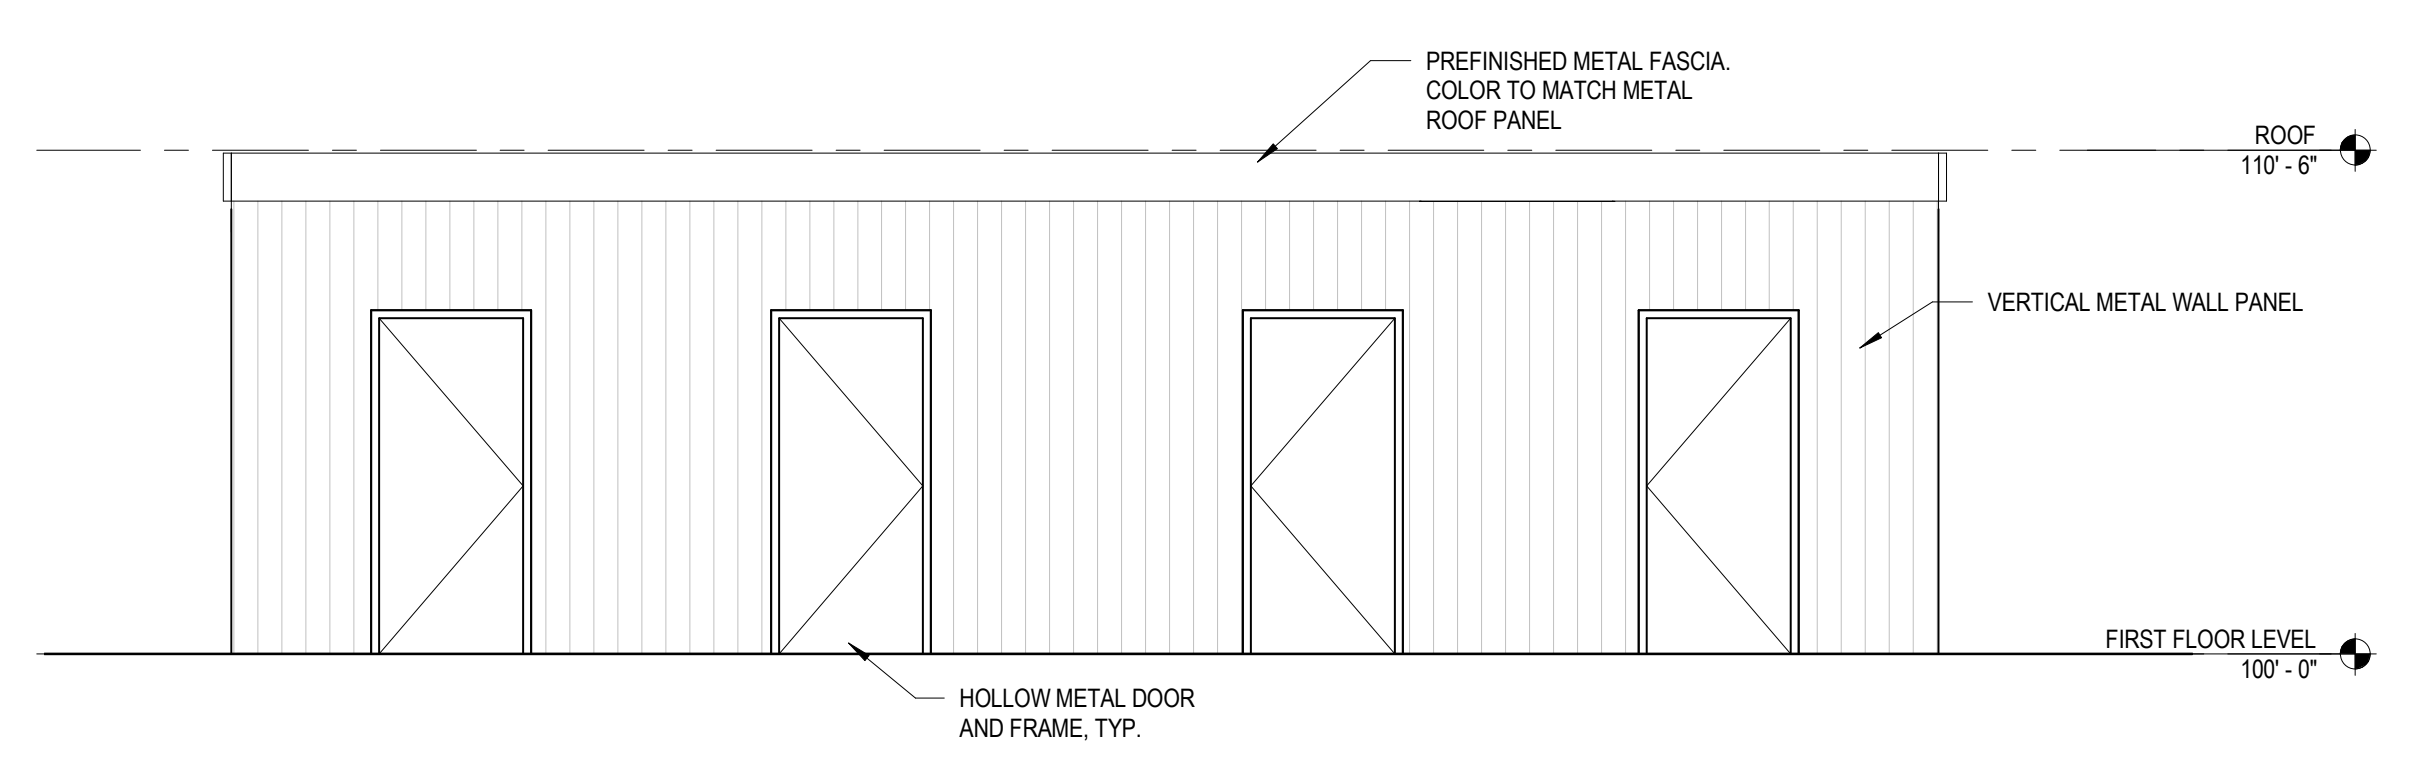 PREFINISHED METAL FASCIA.
COLOR TO MATCH METAL
ROOF PANEL
ROOF
110' - 6"
VERTICAL METAL WALL PANEL
FIRST FLOOR LEVEL
100' - 0"
HOLLOW METAL DOOR
AND FRAME, TYP.